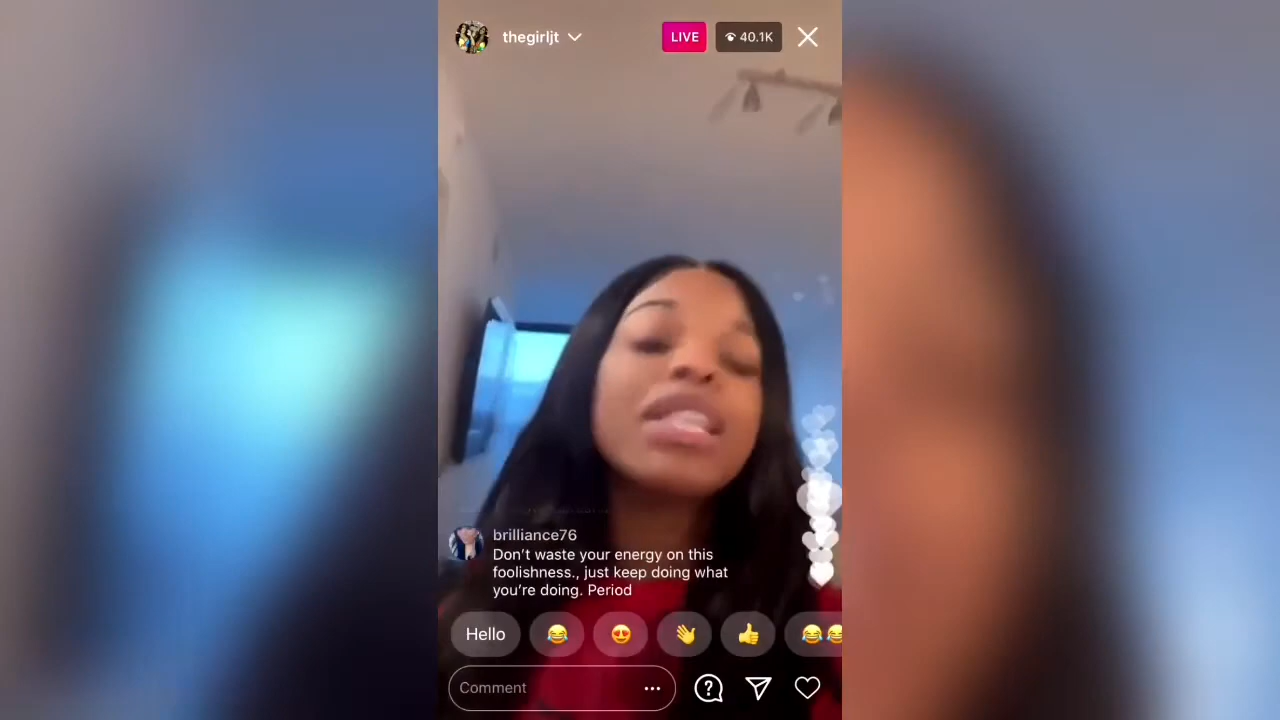 thegirljt
LIVE
40.1K
brilliance76
Don't waste your energy on this
foolishness., just keep doing what
you're doing. Period
Hello
Comment